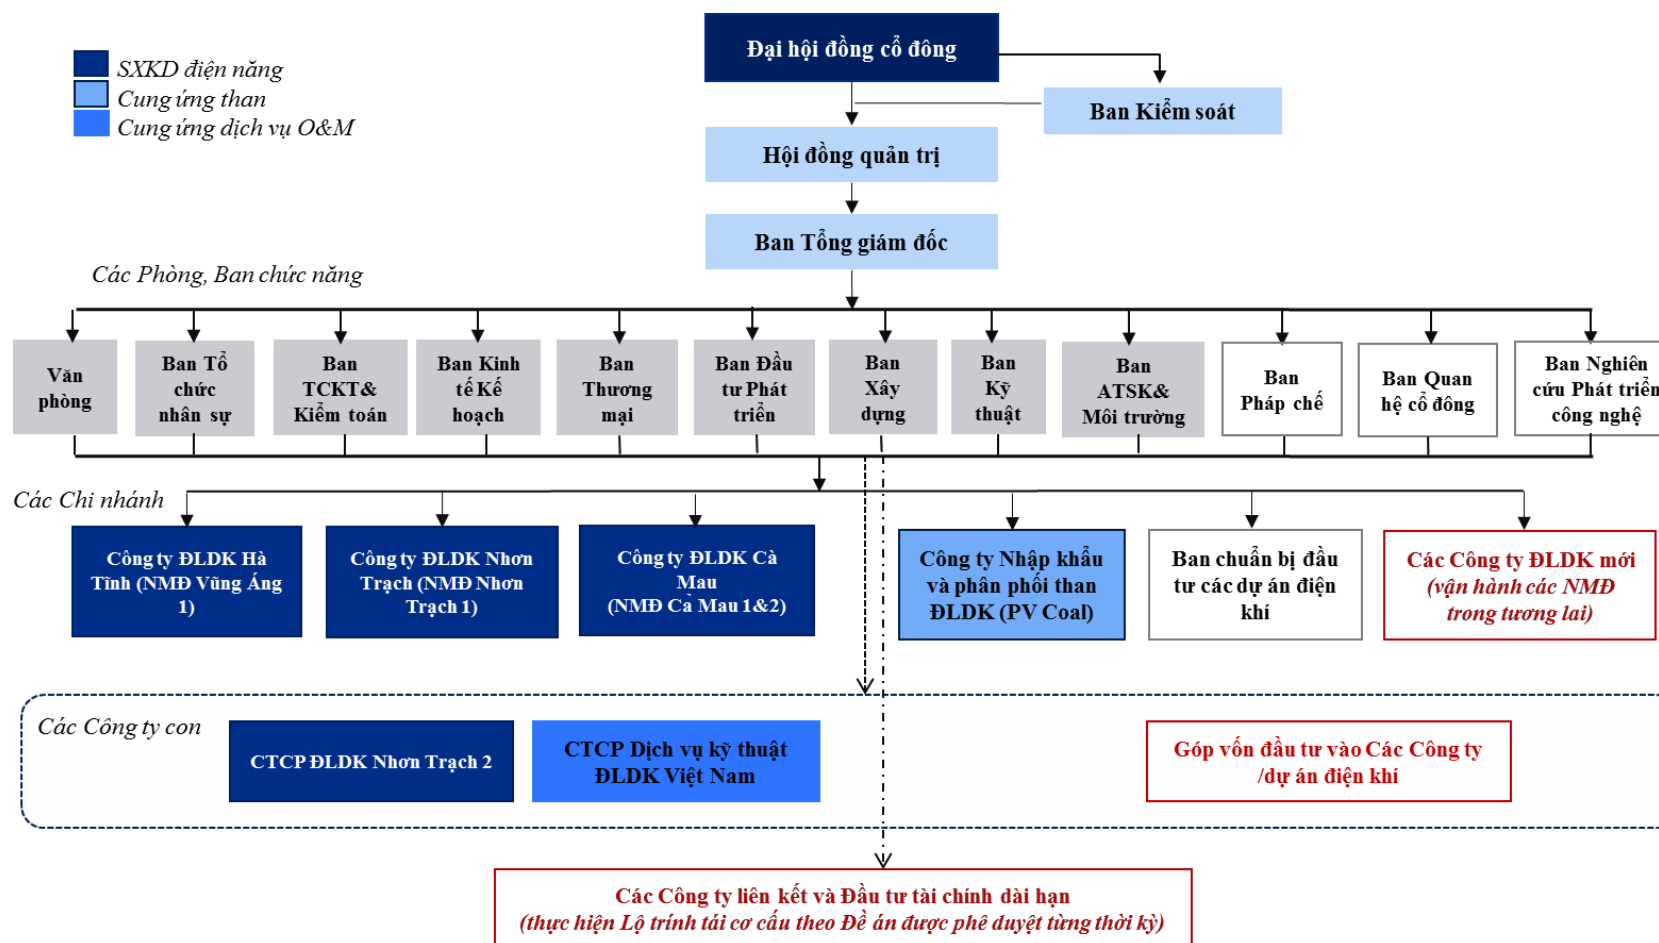 Đại hội đồng cổ đông
SXKD điện năng
Cung ứng than
Cung ứng dịch vụ O&M
Ban Kiểm soát
Hội đồng quản trị
Ban Tổng giám đốc
Các Phòng, Ban chức năng
Văn
phòng
Ban Tổ
chức
nhân sự
Ban
TCKT&
Kiểm toán
Ban Kinh
tế Kế
hoạch
Ban
Thương
mại
Ban Đầu
tư Phát
triển
Ban
Xây
dựng
Ban
Kỹ
thuật
Ban
ATSK&
Môi trường
Ban
Pháp chế
Ban Quan
hệ cổ đông
Ban Nghiên
cứu Phát triển
công nghệ
Các Chi nhánh
Công ty ĐLDK Hà
Tĩnh (NMĐ Vũng Áng
1)
Công ty ĐLDK Nhơn
Trạch (NMĐ Nhơn
Trạch 1)
Công ty ĐLDK Cà
Mau
(NMĐ Cà Mau 1&2)
Công ty Nhập khẩu
và phân phối than
ĐLDK (PV Coal)
Ban chuẩn bị đầu
tư các dự án điện
khí
Các Công ty ĐLDK mới
(vận hành các NMĐ
trong tương lai)
Các Công ty con
CTCP ĐLDK Nhơn Trạch 2
CTCP Dịch vụ kỹ thuật
ĐLDK Việt Nam
Góp vốn đầu tư vào Các Công ty
/dự án điện khí
Các Công ty liên kết và Đầu tư tài chính dài hạn
(thực hiện Lộ trính tái cơ cấu theo Đề án được phê duyệt từng thời kỳ)